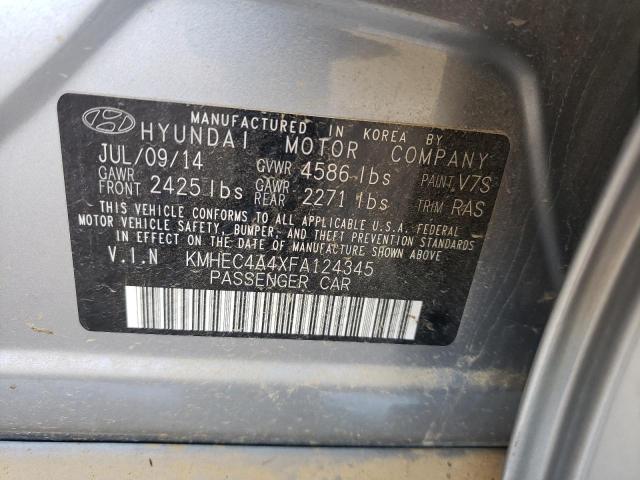 MANUFACTURED IN KOREA BY
HYUNDAI MOTOR COMPANY
JUL/09/14 GVWR 4586 lbs PAINT V7S
GAWR FRONT 2425 lbs GAWR REAR 2271 lbs TRIM RAS
THIS VEHICLE CONFORMS TO ALL APPLICABLE U.S.A. FEDERAL
MOTOR VEHICLE SAFETY, BUMPER, AND THEFT PREVENTION STANDARDS
IN EFFECT ON THE DATE OF MANUFACTURE SHOWN ABOVE.
V.I.N KMHEC4A4XFA124345
PASSENGER CAR